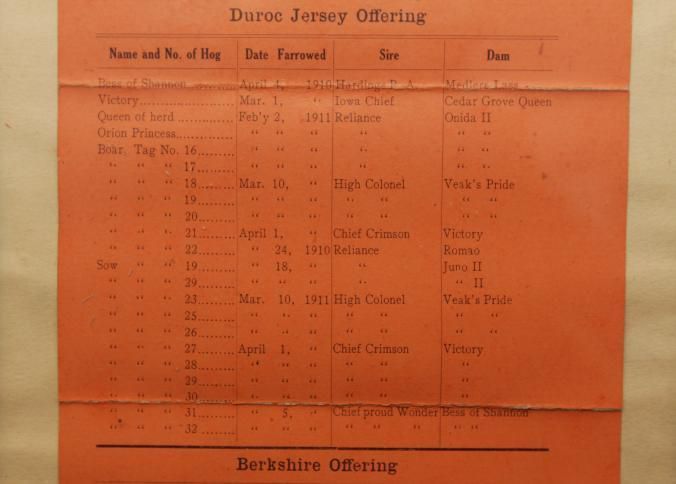 Duroc Jersey Offering
Name and No. of Hog Date Farrowed Sire Dam
Bess of Shannon ........... April 4, 1910 Hardings P. A. Medlers Lass
Victory.................. Mar. 1, “ Iowa Chief Cedar Grove Queen
Queen of herd .......... Feb'y 2, 1911 Reliance Onida II
Orion Princess............... “ “ “ “ “ “
Boar, Tag No. 16......... “ “ “ “ “ “
“ “ “ 17......... “ “ “ “ “ “
“ “ “ 18......... Mar. 10, “ High Colonel Veak's Pride
“ “ “ 19......... “ “ “ “ “ “ “
“ “ “ 20......... “ “ “ “ “ “ “
“ “ “ 21......... April 1, “ Chief Crimson Victory
“ “ “ 22......... “ 24, 1910 Reliance Romao
Sow “ “ 19......... “ 18, “ “ Juno II
“ “ “ 29......... “ “ “ “ “ II
“ “ “ 23......... Mar. 10, 1911 High Colonel Veak's Pride
“ “ “ 25......... “ “ “ “ “ “ “
“ “ “ 26......... “ “ “ “ “ “ “
“ “ “ 27......... April 1, “ Chief Crimson Victory
“ “ “ 28......... “ “ “ “ “ “
“ “ “ 29......... “ “ “ “ “ “
“ “ “ 30......... “ “ “ “ “ “
“ “ “ 31......... “ 5, “ Chief proud Wonder Bess of Shannon
“ “ “ 32......... “ “ “ “ “ “ “ “
Berkshire Offering